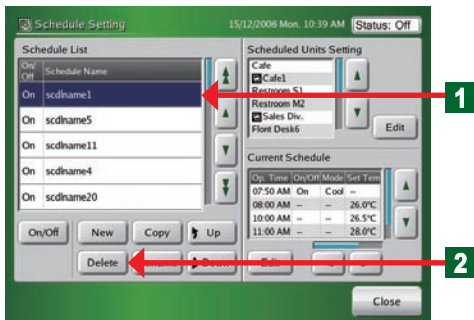 Schedule Setting
15/12/2008 Mon. 10:39 AM
Status: Off
Schedule List
On/Off Schedule Name
On scdlname1
On scdlname5
On scdlname11
On scdlname4
On scdlname20
On/Off New Copy Up
Delete
Scheduled Units Setting
Cafe
Cafe1
Restroom S1
Restroom M2
Sales Div.
Flont Desk6
Edit
Current Schedule
Op. Time On/Off Mode Set Tem
07:50 AM On Cool –
08:00 AM – – 26.0°C
10:00 AM – – 26.5°C
11:00 AM – – 28.0°C
Close
1
2